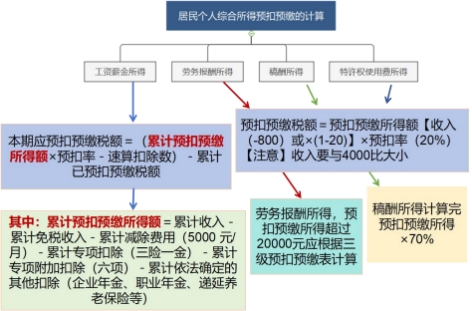 居民个人综合所得预扣预缴的计算
工资薪金所得
劳务报酬所得
稿酬的所得
特许权使用费所得
本期应预扣预缴税额=（累计预扣预缴
所得额×预扣率-速算扣除数）-累计
已预扣预缴税额
预扣预缴税额=预扣预缴所得额【收入
（-800）或×(1-20)】×预扣率（20%）
【注意】收入要与4000比大小
其中：累计预扣预缴所得额=累计收入-
累计免税收入-累计减除费用（5000 元/
月）-累计专项扣除（三险一金）-累计
专项附加扣除（六项）-累计依法确定的
其他扣除（企业年金、职业年金、递延养
老保险等）
劳务报酬所得，预
扣预缴所得超过
20000元应根据三
级预扣预缴表计算
稿酬所得计算完
预扣预缴所得额
×70%